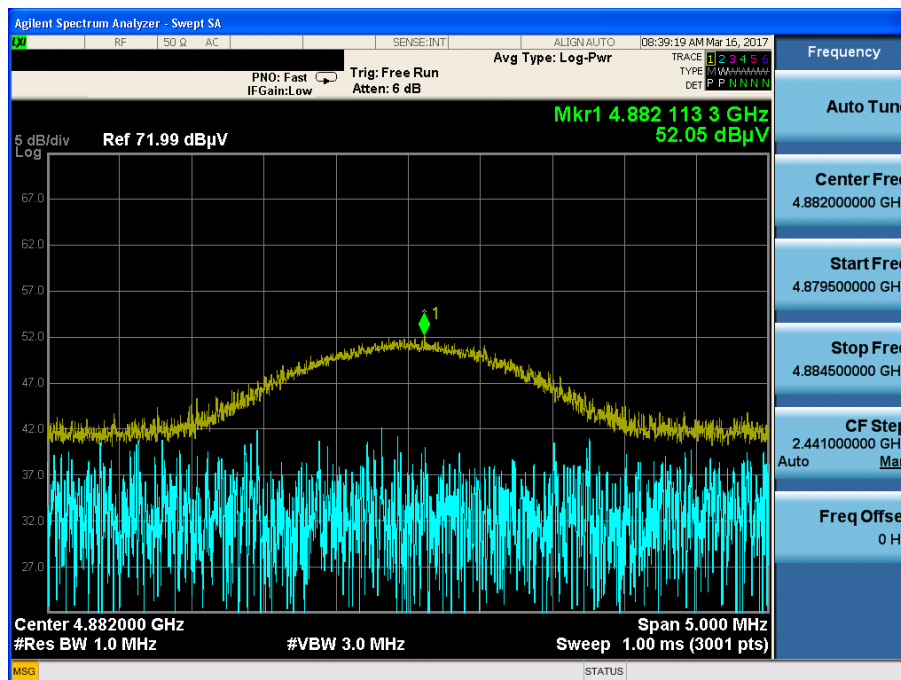 Agilent Spectrum Analyzer - Swept SA
LXI RF 50 Ω AC SENSE:INT ALIGNAUTO 08:39:19 AM Mar 16, 2017
Frequency
Avg Type: Log-Pwr
TRACE 1 2 3 4 5 6
PNO: Fast Trig: Free Run
TYPE M W W W W W
IFGain:Low Atten: 6 dB
DET P P N N N N
Auto Tun
Mkr1 4.882 113 3 GHz
52.05 dBµV
5 dB/div Ref 71.99 dBµV
Log
67.0
62.0
57.0
52.0
47.0
42.0
37.0
32.0
27.0
1
Center Fre
4.882000000 GH
Start Fre
4.879500000 GH
Stop Fre
4.884500000 GH
CF Step
2.441000000 GH
Auto Ma
Freq Offse
0 H
Center 4.882000 GHz Span 5.000 MHz
#Res BW 1.0 MHz #VBW 3.0 MHz Sweep 1.00 ms (3001 pts)
MSG STATUS